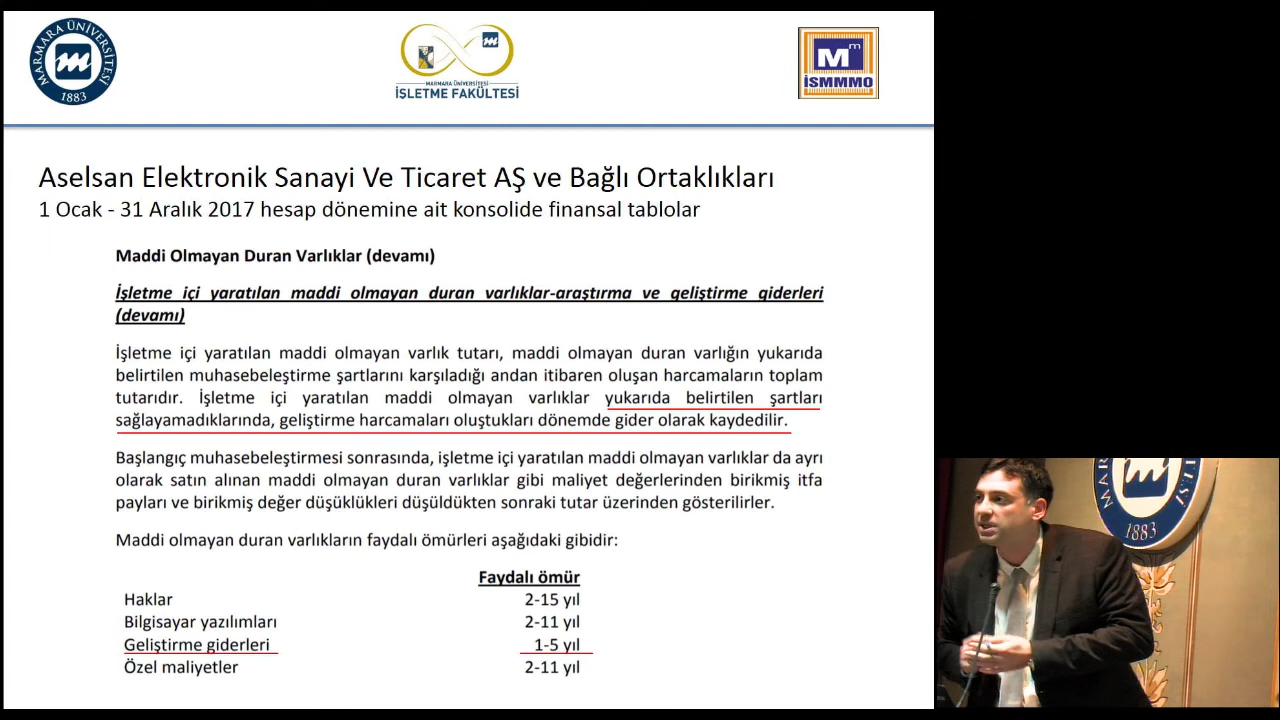 MARMARA ÜNİVERSİTESİ
1883
MARMARA ÜNİVERSİTESİ
İŞLETME FAKÜLTESİ
Mm
İSMMMO
Aselsan Elektronik Sanayi Ve Ticaret AŞ ve Bağlı Ortaklıkları
1 Ocak - 31 Aralık 2017 hesap dönemine ait konsolide finansal tablolar
Maddi Olmayan Duran Varlıklar (devamı)
İşletme içi yaratılan maddi olmayan duran varlıklar-araştırma ve geliştirme giderleri
(devamı)
İşletme içi yaratılan maddi olmayan varlık tutarı, maddi olmayan duran varlığın yukarıda
belirtilen muhasebeleştirme şartlarını karşıladığı andan itibaren oluşan harcamaların toplam
tutarıdır. İşletme içi yaratılan maddi olmayan varlıklar yukarıda belirtilen şartları
sağlayamadıklarında, geliştirme harcamaları oluştukları dönemde gider olarak kaydedilir.
Başlangıç muhasebeleştirmesi sonrasında, işletme içi yaratılan maddi olmayan varlıklar da ayrı
olarak satın alınan maddi olmayan duran varlıklar gibi maliyet değerlerinden birikmiş itfa
payları ve birikmiş değer düşüklükleri düşüldükten sonraki tutar üzerinden gösterilirler.
Maddi olmayan duran varlıkların faydalı ömürleri aşağıdaki gibidir:
Faydalı ömür
Haklar 2-15 yıl
Bilgisayar yazılımları 2-11 yıl
Geliştirme giderleri 1-5 yıl
Özel maliyetler 2-11 yıl
1883